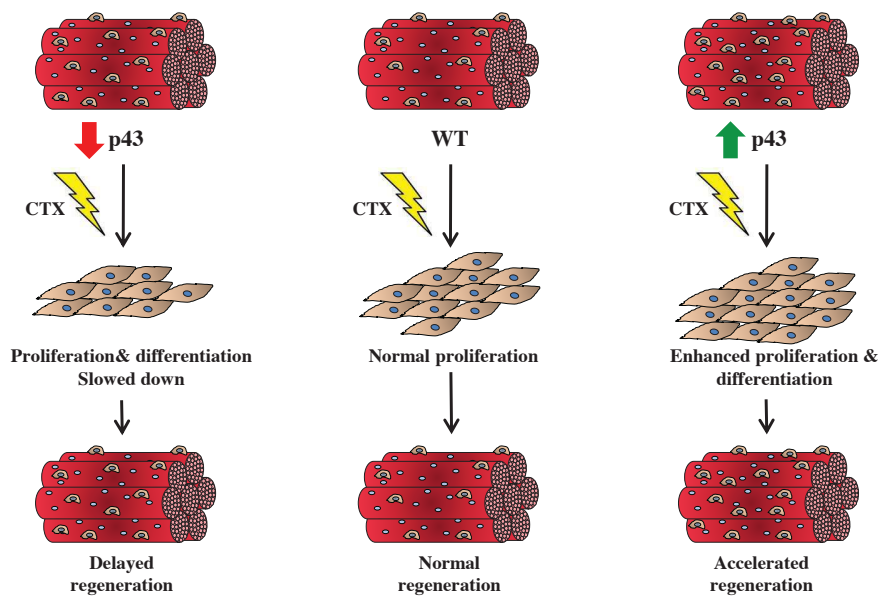 p43
WT
p43
CTX
CTX
CTX
Proliferation& differentiation
Slowed down
Normal proliferation
Enhanced proliferation &
differentiation
Delayed
regeneration
Normal
regeneration
Accelerated
regeneration